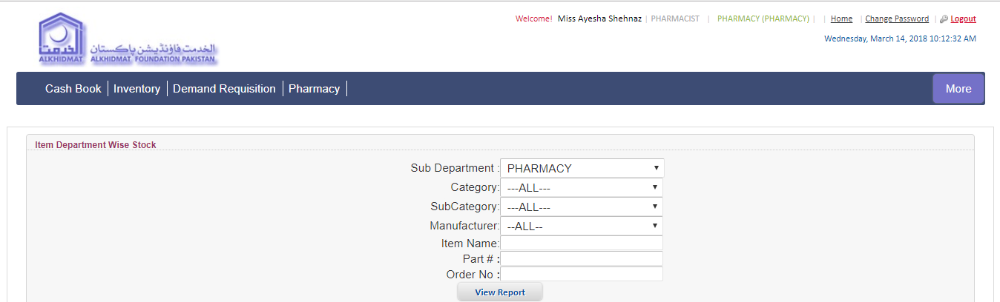 Welcome! Miss Ayesha Shehnaz | PHARMACIST | PHARMACY (PHARMACY) | | Home | Change Password | Logout
Wednesday, March 14, 2018 10:12:32 AM
الخدمت
ALKHIDMAT
الخدمت فاؤنڈیشن پاکستان
ALKHIDMAT FOUNDATION PAKISTAN
Cash Book | Inventory | Demand Requisition | Pharmacy |
More
Item Department Wise Stock
Sub Department : PHARMACY
Category: ---ALL---
SubCategory: ---ALL---
Manufacturer: --ALL--
Item Name:
Part # :
Order No :
View Report